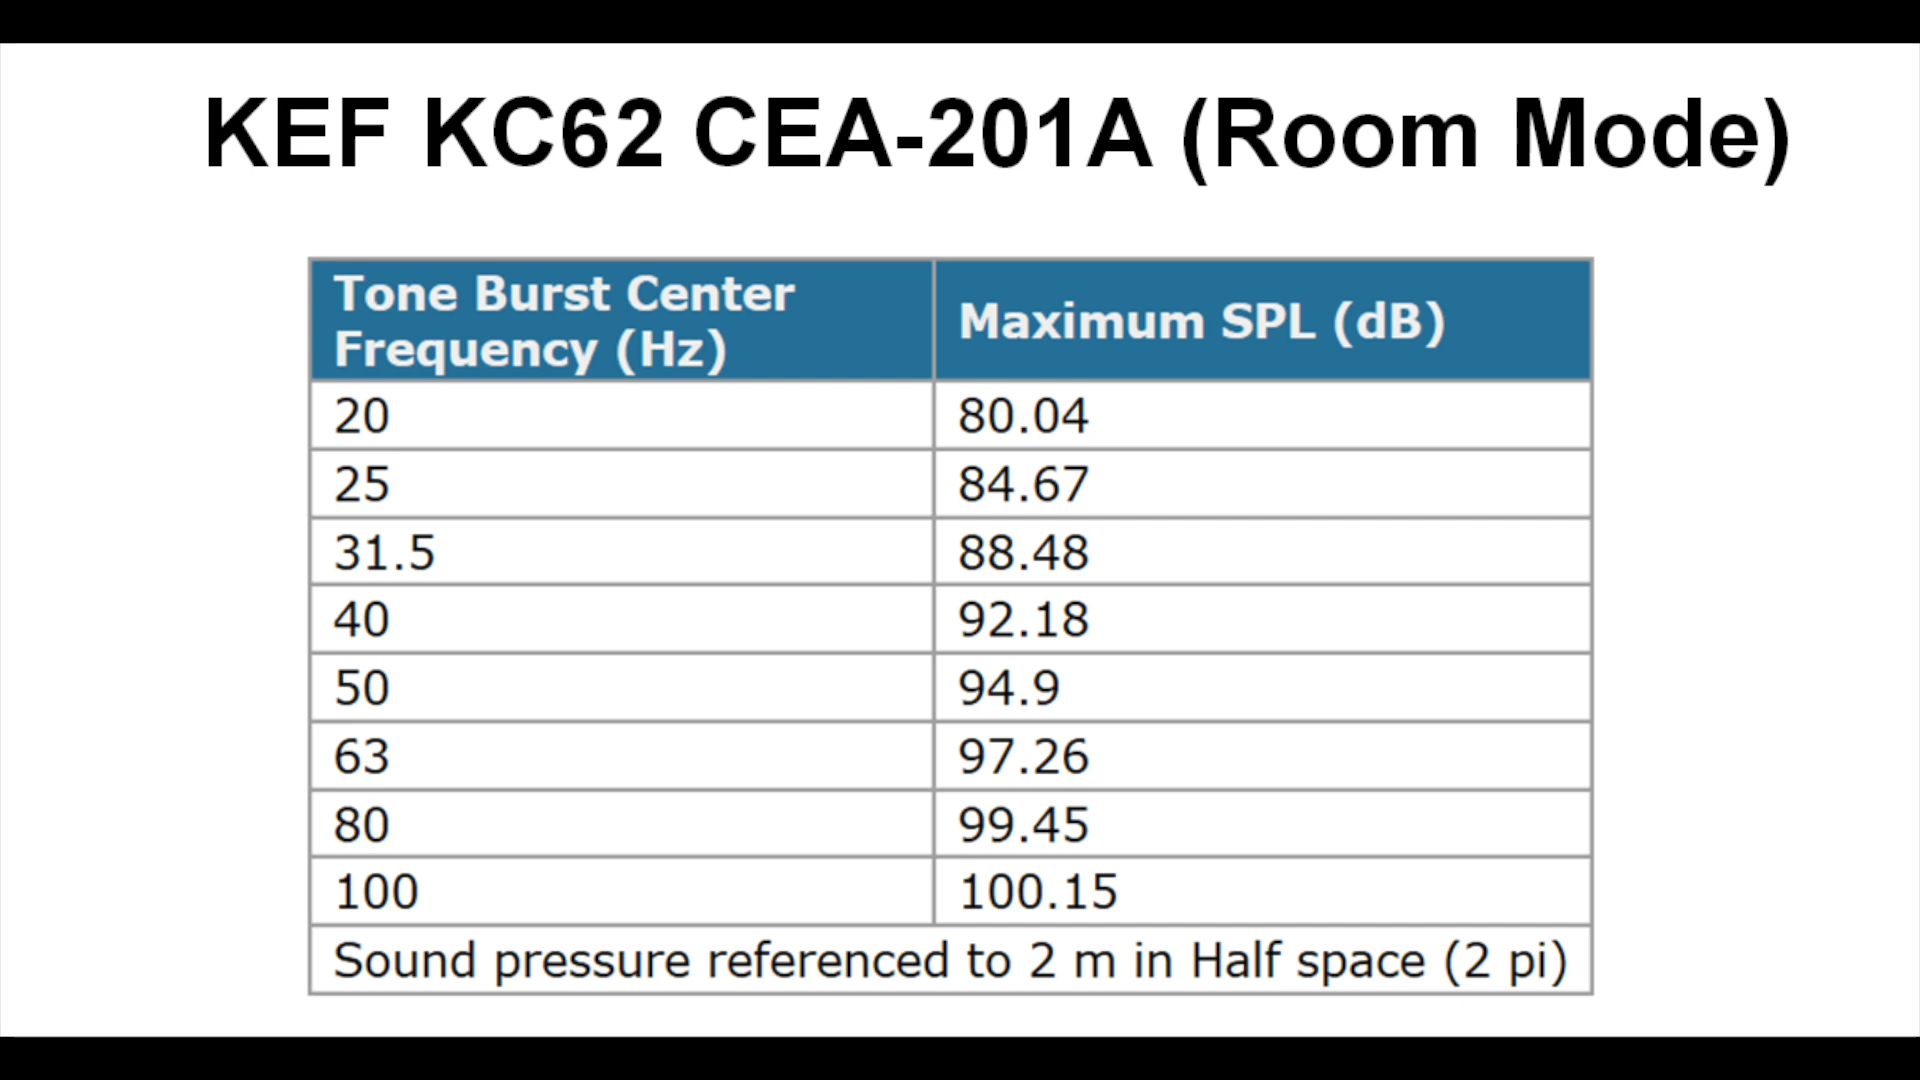 KEF KC62 CEA-201A (Room Mode)
Tone Burst Center Frequency (Hz) Maximum SPL (dB)
20 80.04
25 84.67
31.5 88.48
40 92.18
50 94.9
63 97.26
80 99.45
100 100.15
Sound pressure referenced to 2 m in Half space (2 pi)